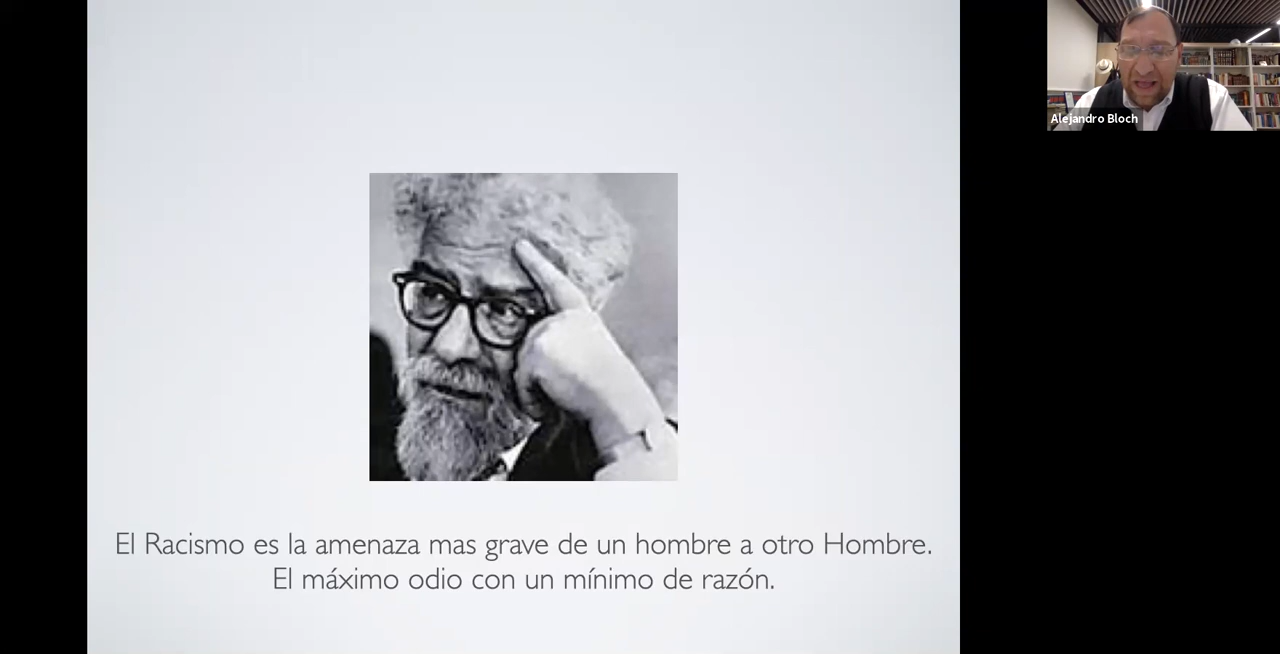 Alejandro Bloch
El Racismo es la amenaza mas grave de un hombre a otro Hombre.
El máximo odio con un mínimo de razón.